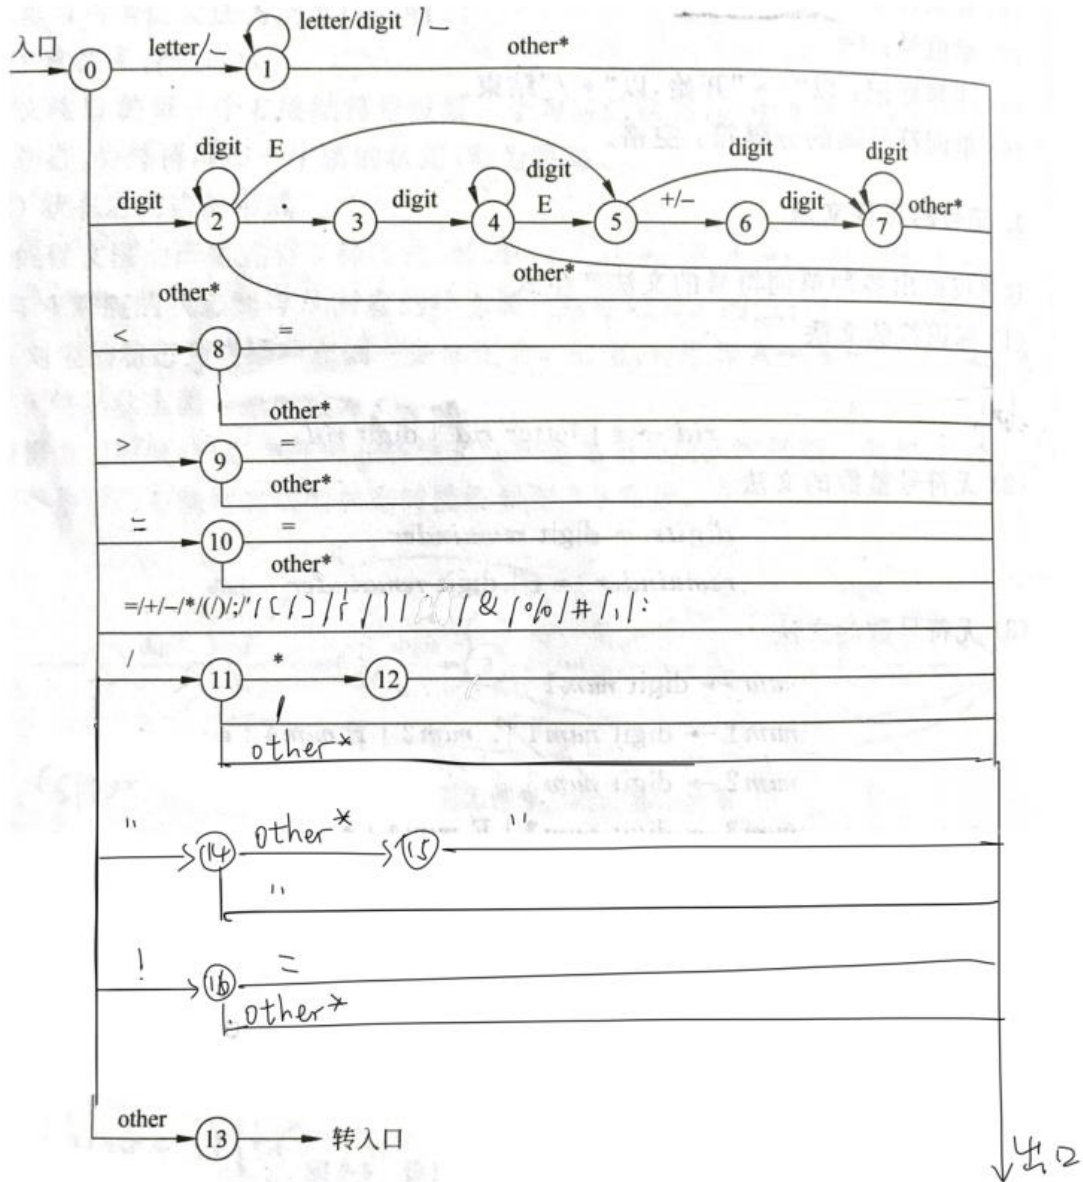 letter/digit /_
入口 letter/_ other*
0 1
digit E digit digit digit
digit . digit E +/− digit other*
2 3 4 5 6 7
other* other*
< =
8
other*
> =
9
other*
= =
10
other*
=/+/−/*/(/)/;/'/[/]/{/}/ /&/%/#/,/:
/ *
11 12
/
other*
" other* "
14 15
"
! =
16
other*
other
13 转入口
出口